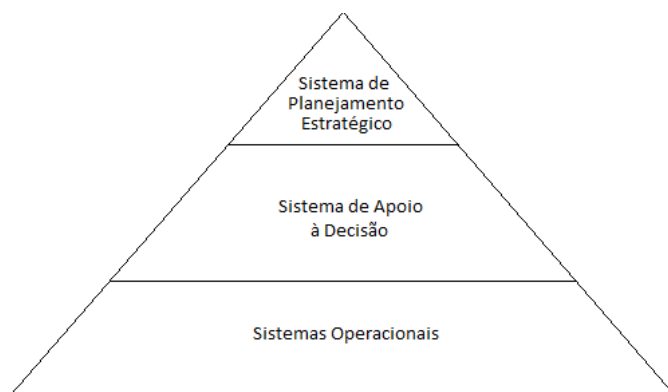 Sistema de
Planejamento
Estratégico
Sistema de Apoio
à Decisão
Sistemas Operacionais